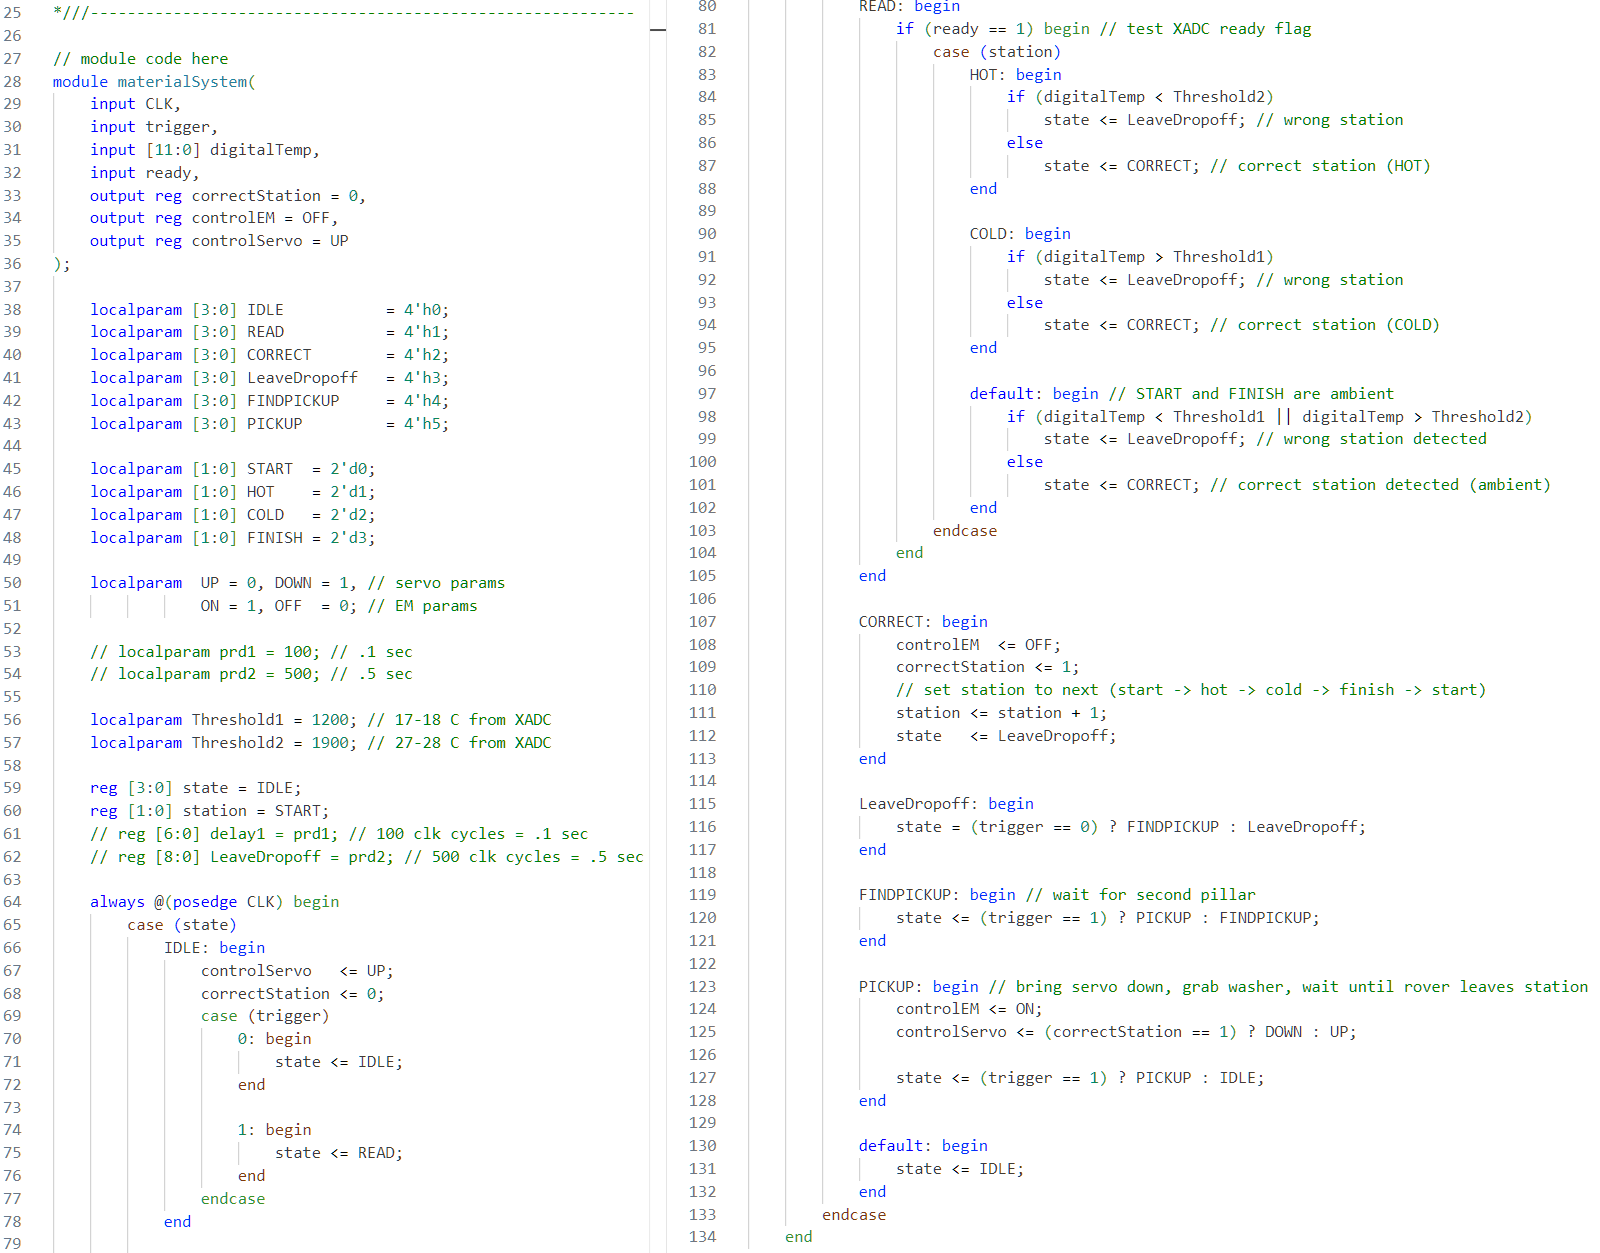 25 *///-----------------------------------------------------------
26
27 // module code here
28 module materialSystem(
29     input CLK,
30     input trigger,
31     input [11:0] digitalTemp,
32     input ready,
33     output reg correctStation = 0,
34     output reg controlEM = OFF,
35     output reg controlServo = UP
36 );
37
38     localparam [3:0] IDLE           = 4'h0;
39     localparam [3:0] READ           = 4'h1;
40     localparam [3:0] CORRECT        = 4'h2;
41     localparam [3:0] LeaveDropoff   = 4'h3;
42     localparam [3:0] FINDPICKUP     = 4'h4;
43     localparam [3:0] PICKUP         = 4'h5;
44
45     localparam [1:0] START  = 2'd0;
46     localparam [1:0] HOT    = 2'd1;
47     localparam [1:0] COLD   = 2'd2;
48     localparam [1:0] FINISH = 2'd3;
49
50     localparam  UP = 0, DOWN = 1, // servo params
51                 ON = 1, OFF  = 0; // EM params
52
53     // localparam prd1 = 100; // .1 sec
54     // localparam prd2 = 500; // .5 sec
55
56     localparam Threshold1 = 1200; // 17-18 C from XADC
57     localparam Threshold2 = 1900; // 27-28 C from XADC
58
59     reg [3:0] state = IDLE;
60     reg [1:0] station = START;
61     // reg [6:0] delay1 = prd1; // 100 clk cycles = .1 sec
62     // reg [8:0] LeaveDropoff = prd2; // 500 clk cycles = .5 sec
63
64     always @(posedge CLK) begin
65         case (state)
66             IDLE: begin
67                 controlServo   <= UP;
68                 correctStation <= 0;
69                 case (trigger)
70                     0: begin
71                         state <= IDLE;
72                     end
73
74                     1: begin
75                         state <= READ;
76                     end
77                 endcase
78             end
79
80             READ: begin
81                 if (ready == 1) begin // test XADC ready flag
82                     case (station)
83                         HOT: begin
84                             if (digitalTemp < Threshold2)
85                                 state <= LeaveDropoff; // wrong station
86                             else
87                                 state <= CORRECT; // correct station (HOT)
88                         end
89
90                         COLD: begin
91                             if (digitalTemp > Threshold1)
92                                 state <= LeaveDropoff; // wrong station
93                             else
94                                 state <= CORRECT; // correct station (COLD)
95                         end
96
97                         default: begin // START and FINISH are ambient
98                             if (digitalTemp < Threshold1 || digitalTemp > Threshold2)
99                                 state <= LeaveDropoff; // wrong station detected
100                             else
101                                 state <= CORRECT; // correct station detected (ambient)
102                         end
103                     endcase
104                 end
105             end
106
107             CORRECT: begin
108                 controlEM  <= OFF;
109                 correctStation <= 1;
110                 // set station to next (start -> hot -> cold -> finish -> start)
111                 station <= station + 1;
112                 state   <= LeaveDropoff;
113             end
114
115             LeaveDropoff: begin
116                 state = (trigger == 0) ? FINDPICKUP : LeaveDropoff;
117             end
118
119             FINDPICKUP: begin // wait for second pillar
120                 state <= (trigger == 1) ? PICKUP : FINDPICKUP;
121             end
122
123             PICKUP: begin // bring servo down, grab washer, wait until rover leaves station
124                 controlEM <= ON;
125                 controlServo <= (correctStation == 1) ? DOWN : UP;
126
127                 state <= (trigger == 1) ? PICKUP : IDLE;
128             end
129
130             default: begin
131                 state <= IDLE;
132             end
133         endcase
134     end